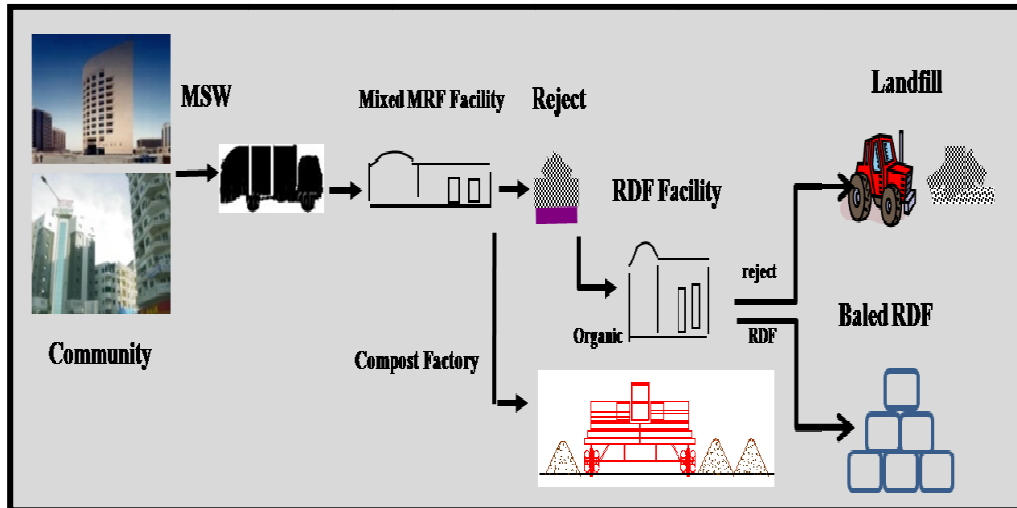 Landfill
MSW
Mixed MRF Facility
Reject
RDF Facility
reject
Baled RDF
Organic
RDF
Community
Compost Factory